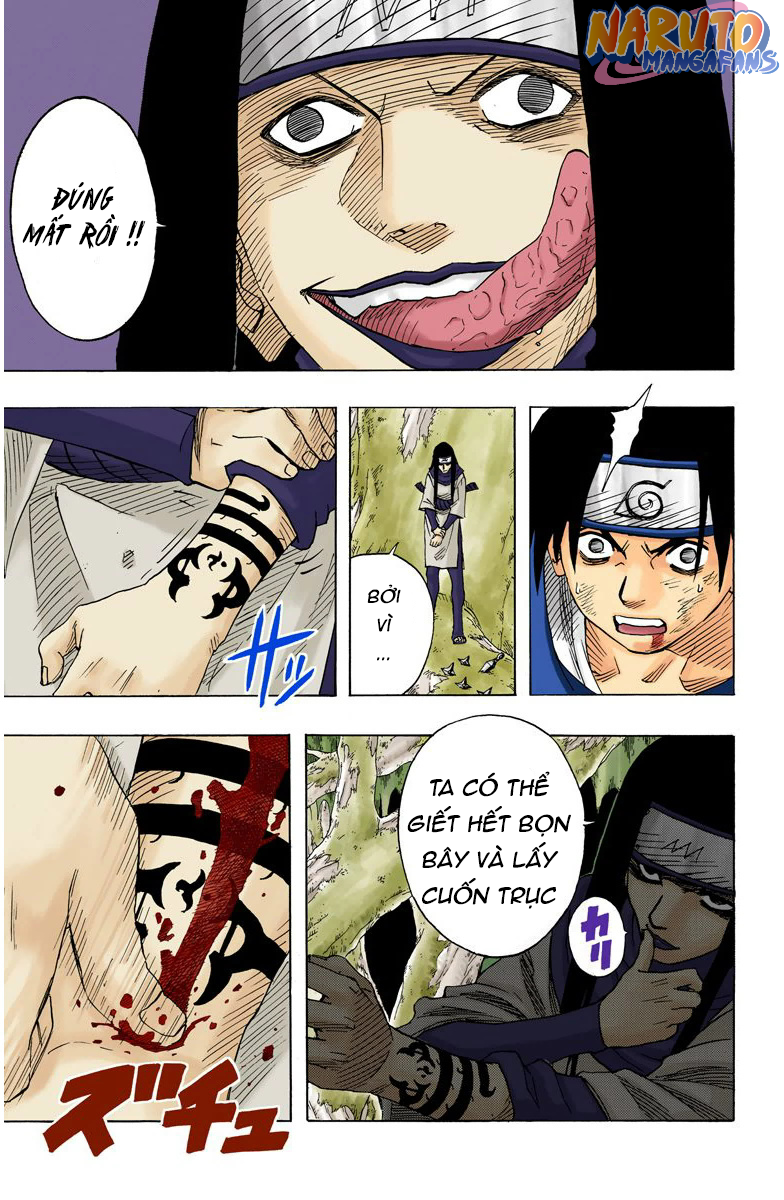 NARUTO
MANGAFANS
ĐÚNG
MẤT RỒI !!
BỞI
VÌ
...
バッ
TA CÓ THỂ
GIẾT HẾT BỌN
BÂY VÀ LẤY
CUỐN TRỤC
カリ
ズチュ